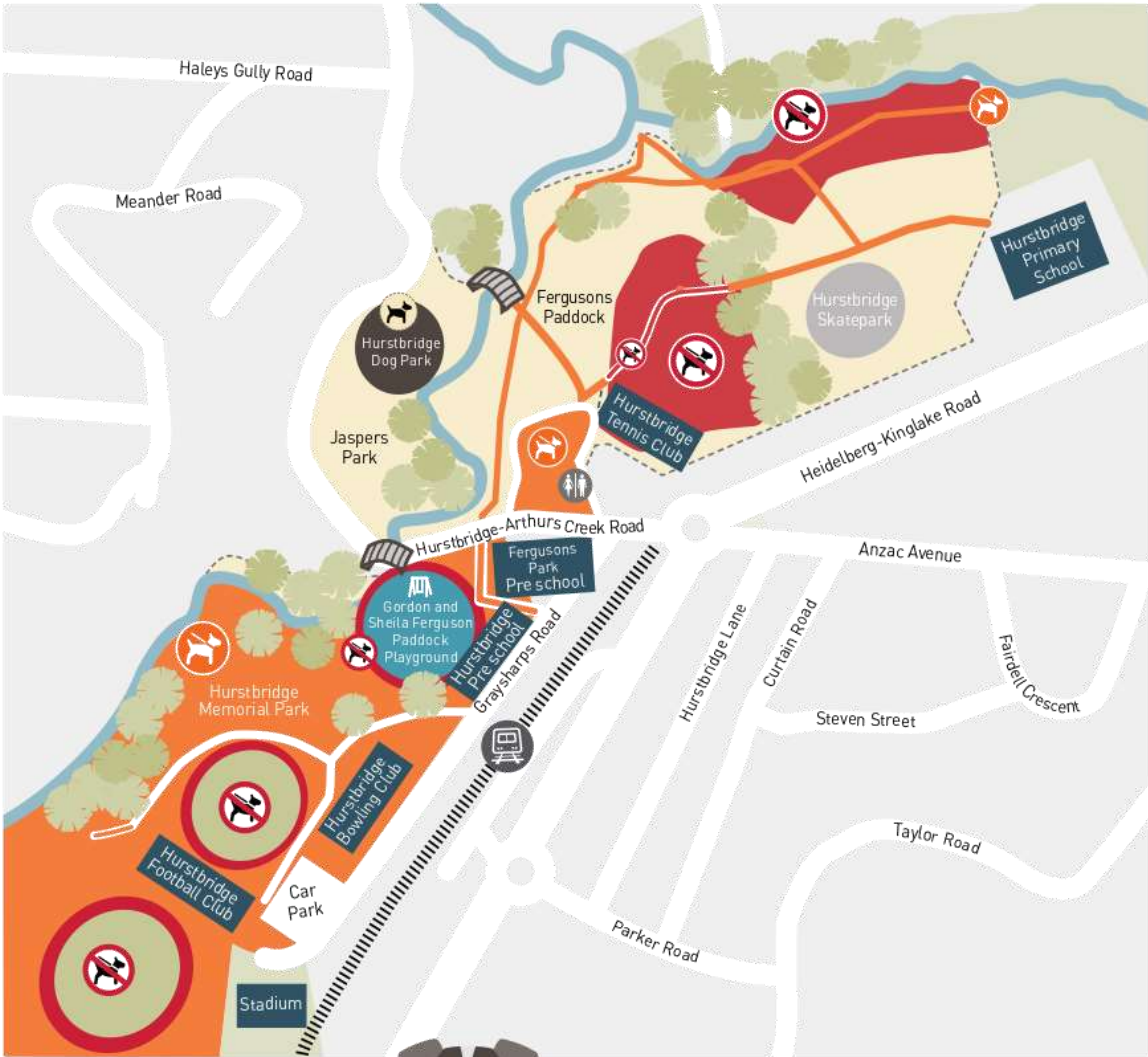 Haleys Gully Road
Meander Road
Hurstbridge
Primary
School
Fergusons
Paddock
Hurstbridge
Skatepark
Hurstbridge
Dog Park
Hurstbridge
Tennis Club
Jaspers
Park
Heidelberg-Kinglake Road
Hurstbridge-Arthurs Creek Road
Anzac Avenue
Fergusons
Park
Pre school
Gordon and
Sheila Ferguson
Paddock
Playground
Hurstbridge
Pre school
Graysharps Road
Hurstbridge Lane
Curtain Road
Fairdell Crescent
Steven Street
Hurstbridge
Memorial Park
Hurstbridge
Bowling Club
Hurstbridge
Football Club
Car
Park
Taylor Road
Parker Road
Stadium